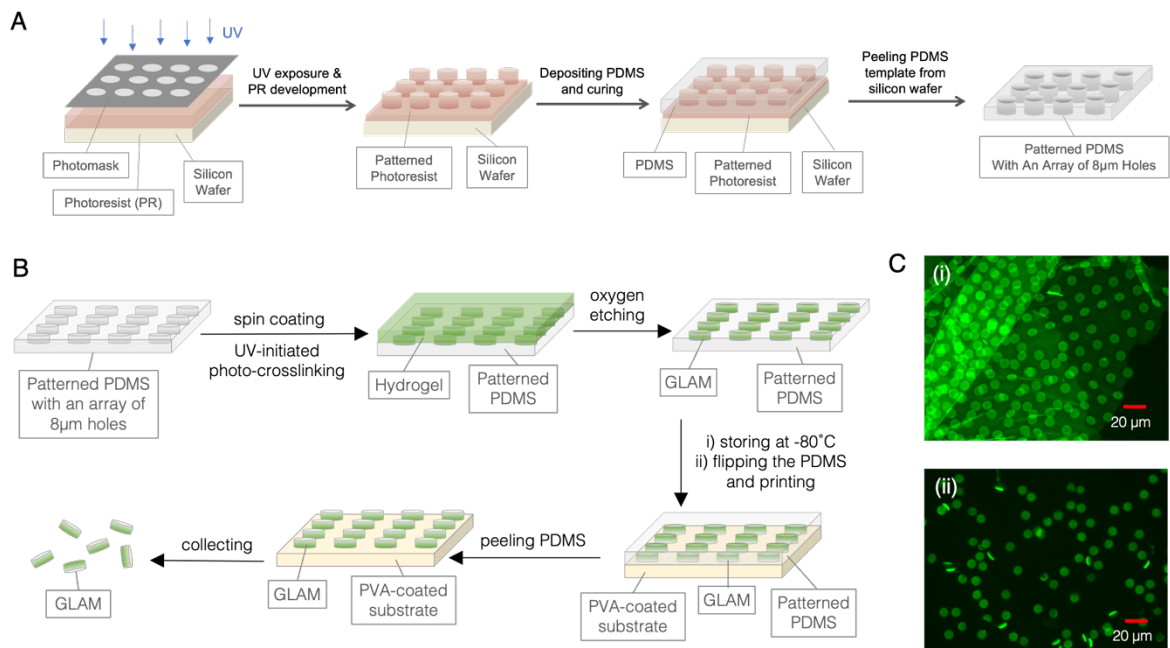 A
UV
UV exposure &
PR development
Depositing PDMS
and curing
Peeling PDMS
template from
silicon wafer
Photomask
Photoresist (PR)
Silicon
Wafer
Patterned
Photoresist
Silicon
Wafer
PDMS
Patterned
Photoresist
Silicon
Wafer
Patterned PDMS
With An Array of 8μm Holes
B
spin coating
UV-initiated
photo-crosslinking
oxygen
etching
Patterned PDMS
with an array of
8μm holes
Hydrogel
Patterned
PDMS
GLAM
Patterned
PDMS
i) storing at -80˚C
ii) flipping the PDMS
and printing
collecting
peeling PDMS
GLAM
GLAM
PVA-coated
substrate
PVA-coated
substrate
GLAM
Patterned
PDMS
C
(i)
20 μm
(ii)
20 μm